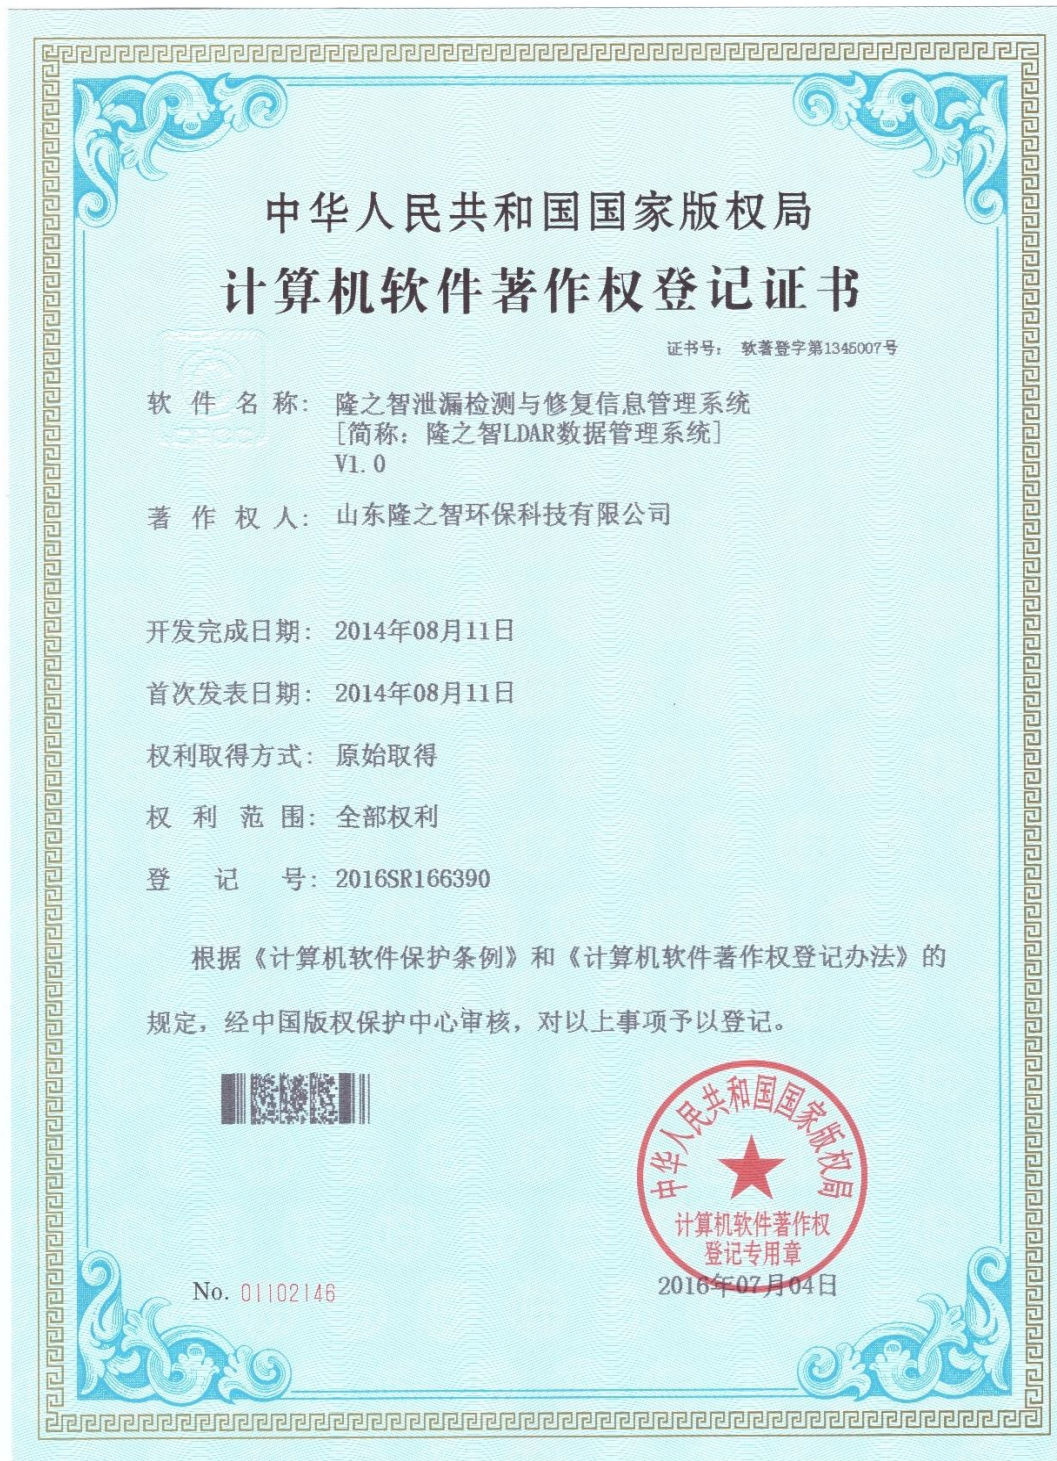 中华人民共和国国家版权局
计算机软件著作权登记证书
证书号： 软著登字第1345007号
软件名称： 隆之智泄漏检测与修复信息管理系统
[简称：隆之智LDAR数据管理系统]
V1.0
著作权人： 山东隆之智环保科技有限公司
开发完成日期： 2014年08月11日
首次发表日期： 2014年08月11日
权利取得方式： 原始取得
权利范围： 全部权利
登记号： 2016SR166390
根据《计算机软件保护条例》和《计算机软件著作权登记办法》的
规定，经中国版权保护中心审核，对以上事项予以登记。
中华人民共和国国家版权局
计算机软件著作权
登记专用章
No. 01102146
2016年07月04日